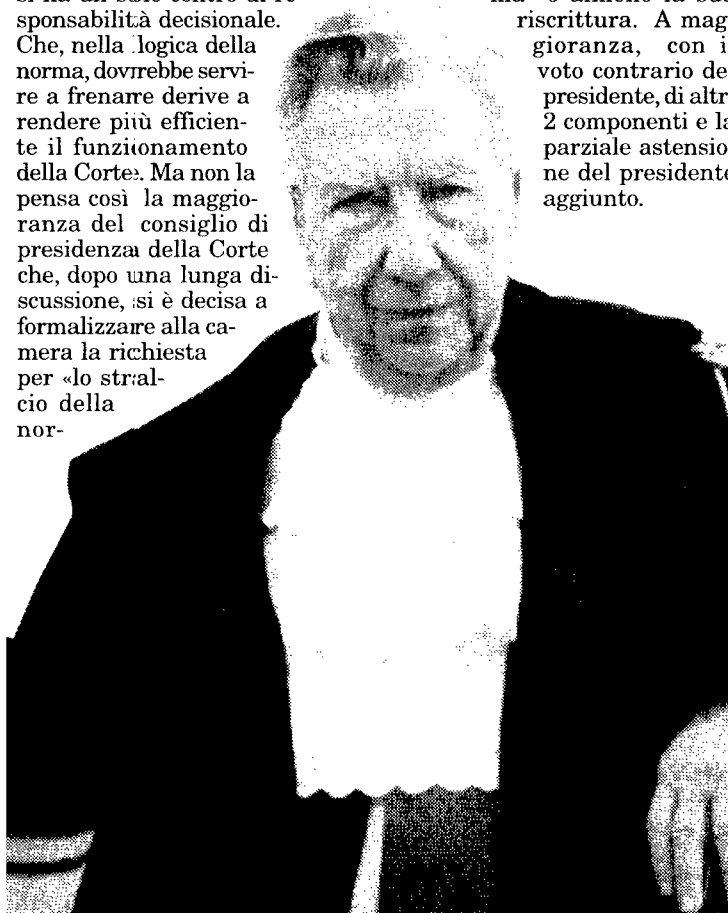 sponsabilità decisionale.
Che, nella logica della
norma, dovrebbe servi-
re a frenare derive a
rendere più efficien-
te il funzionamento
della Corte. Ma non la
pensa così la maggio-
ranza del consiglio di
presidenza della Corte
che, dopo una lunga di-
scussione, si è decisa a
formalizzare alla ca-
mera la richiesta
per «lo stral-
cio della
nor-
riscrittura. A mag-
gioranza, con i
voto contrario de
presidente, di altr
2 componenti e la
parziale astensio
ne del presidente
aggiunto.